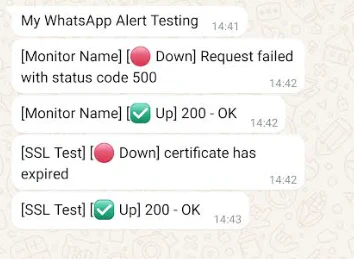 My WhatsApp Alert Testing 14:41
[Monitor Name] [🔴 Down] Request failed
with status code 500 14:42
[Monitor Name] [✅ Up] 200 - OK 14:42
[SSL Test] [🔴 Down] certificate has
expired 14:42
[SSL Test] [✅ Up] 200 - OK 14:43